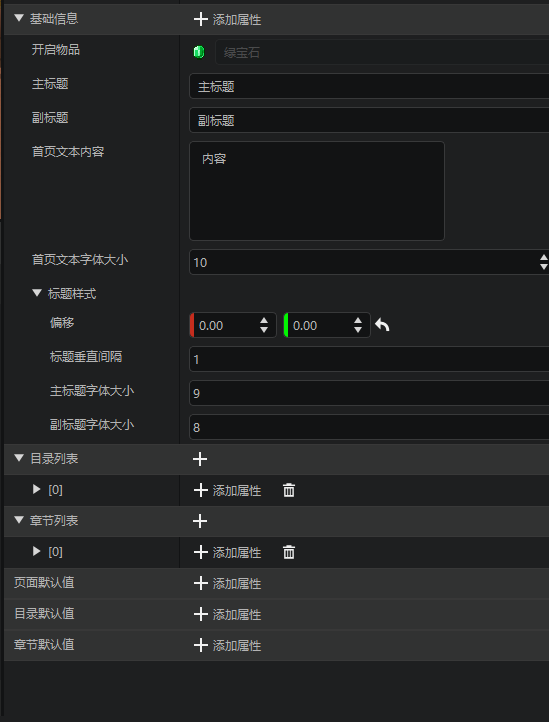 基础信息 添加属性
开启物品 绿宝石
主标题 主标题
副标题 副标题
首页文本内容 内容
首页文本字体大小 10
标题样式
偏移 0.00 0.00
标题垂直间隔 1
主标题字体大小 9
副标题字体大小 8
目录列表
[0] 添加属性
章节列表
[0] 添加属性
页面默认值 添加属性
目录默认值 添加属性
章节默认值 添加属性